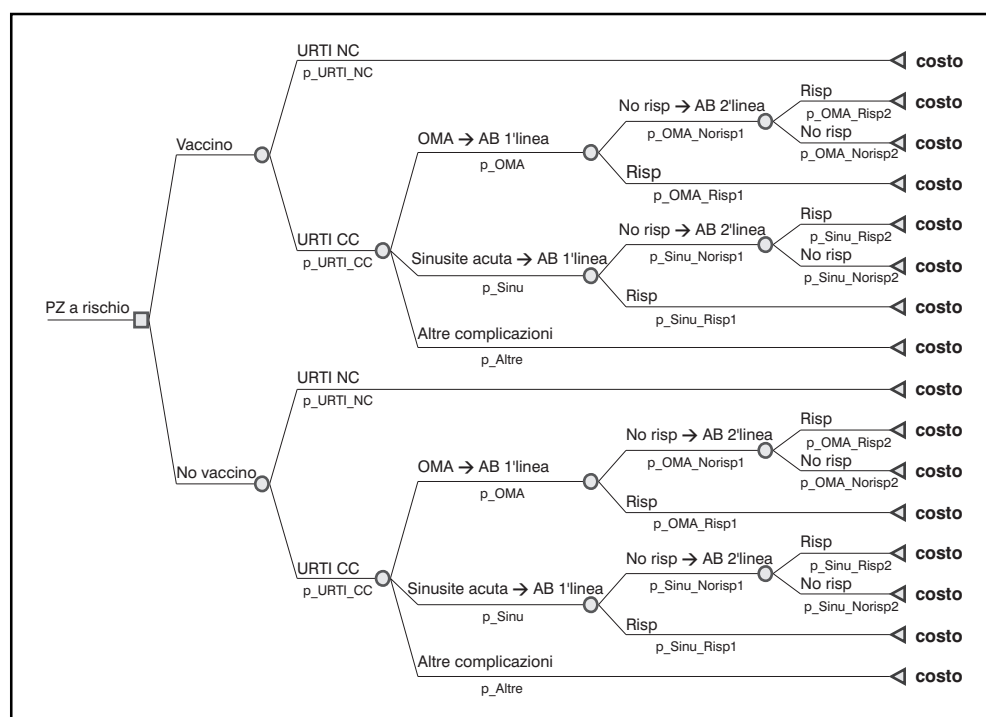 URTI NC
p_URTI_NC
costo
Risp
p_OMA_Risp2
costo
No risp → AB 2'linea
p_OMA_Norisp1
No risp
p_OMA_Norisp2
costo
Vaccino
OMA → AB 1'linea
p_OMA
Risp
p_OMA_Risp1
costo
Risp
p_Sinu_Risp2
costo
No risp → AB 2'linea
p_Sinu_Norisp1
No risp
p_Sinu_Norisp2
costo
URTI CC
p_URTI_CC
Sinusite acuta → AB 1'linea
p_Sinu
Risp
p_Sinu_Risp1
costo
PZ a rischio
Altre complicazioni
p_Altre
costo
URTI NC
p_URTI_NC
costo
Risp
p_OMA_Risp2
costo
No risp → AB 2'linea
p_OMA_Norisp1
No risp
p_OMA_Norisp2
costo
No vaccino
OMA → AB 1'linea
p_OMA
Risp
p_OMA_Risp1
costo
Risp
p_Sinu_Risp2
costo
No risp → AB 2'linea
p_Sinu_Norisp1
No risp
p_Sinu_Norisp2
costo
URTI CC
p_URTI_CC
Sinusite acuta → AB 1'linea
p_Sinu
Risp
p_Sinu_Risp1
costo
Altre complicazioni
p_Altre
costo